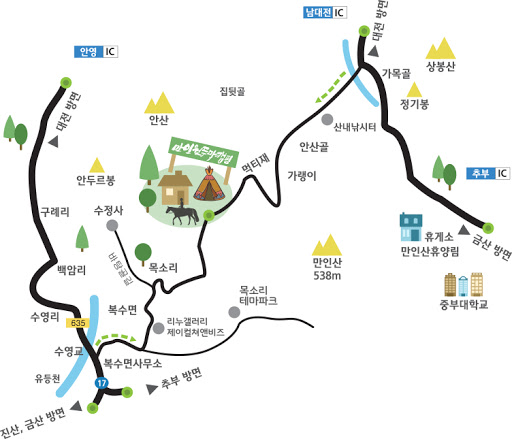 남대전 IC
대전 방면
안영 IC
가목골
상봉산
집뒷골
정기봉
대전 방면
안산
산내낚시터
안산골
먹티재
추부 IC
안두르봉
가랭이
구례리
수정사
휴게소
만인산휴양림
금산 방면
백암리
목소리
만인산
538m
중부대학교
수영리
복수면
목소리
테마파크
635
리누갤러리
제이컬쳐앤비즈
수영교
복수면사무소
유등천
17
추부 방면
진산, 금산 방면